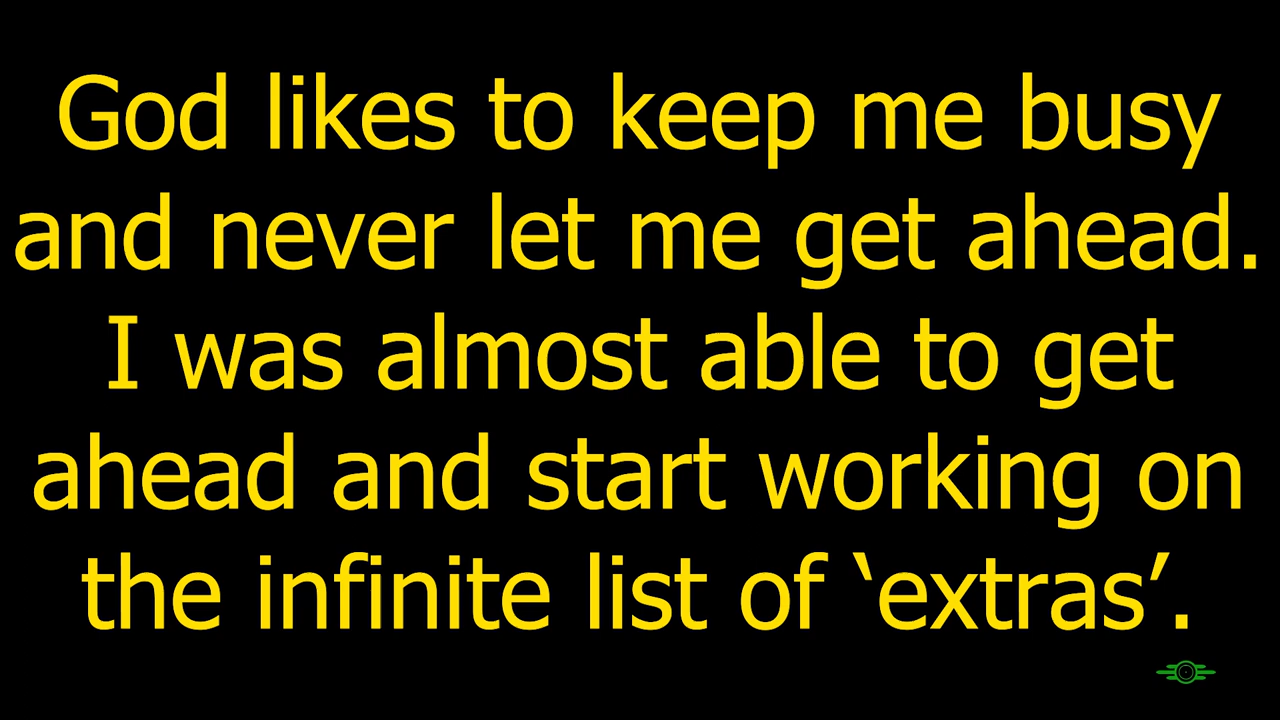 God likes to keep me busy
and never let me get ahead.
I was almost able to get
ahead and start working on
the infinite list of ‘extras’.